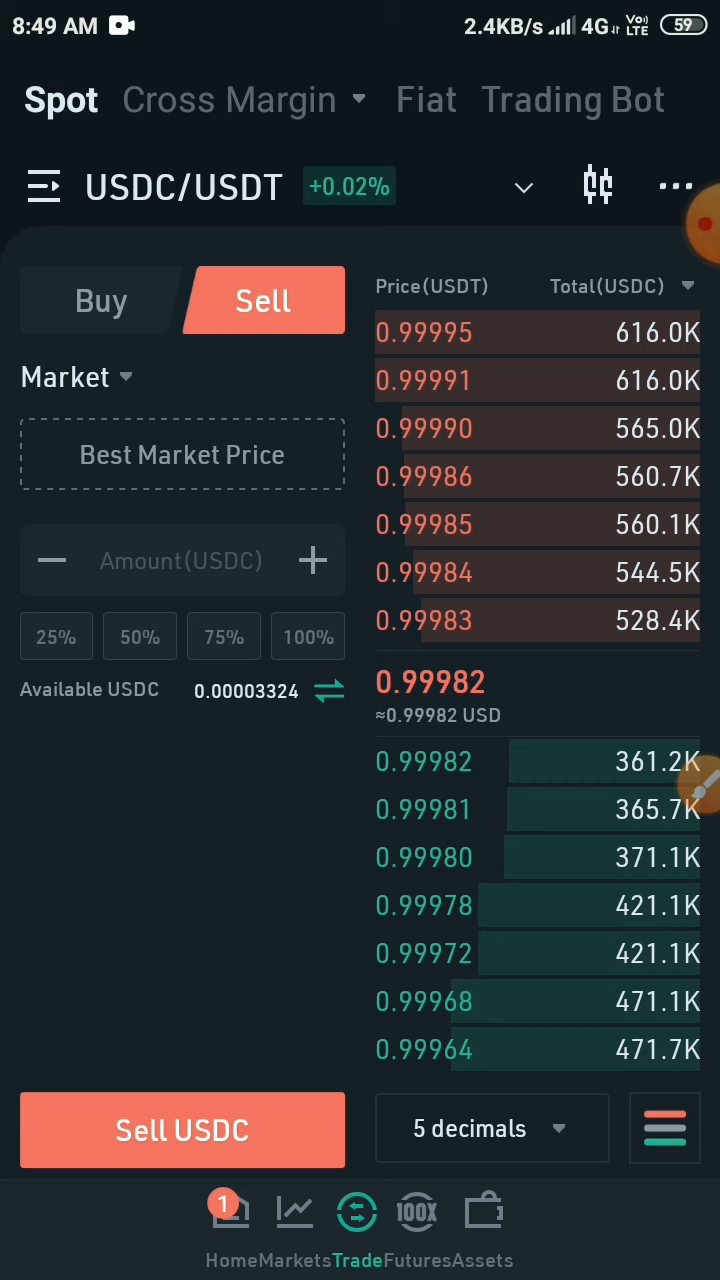 8:49 AM 2.4KB/s 4G Vo) LTE 59
Spot Cross Margin Fiat Trading Bot
USDC/USDT +0.02%
Buy Sell
Market
Best Market Price
Amount(USDC)
25% 50% 75% 100%
Available USDC 0.00003324
Price(USDT) Total(USDC)
0.99995 616.0K
0.99991 616.0K
0.99990 565.0K
0.99986 560.7K
0.99985 560.1K
0.99984 544.5K
0.99983 528.4K
0.99982
≈0.99982 USD
0.99982 361.2K
0.99981 365.7K
0.99980 371.1K
0.99978 421.1K
0.99972 421.1K
0.99968 471.1K
0.99964 471.7K
Sell USDC
5 decimals
1 100X
Home Markets Trade Futures Assets